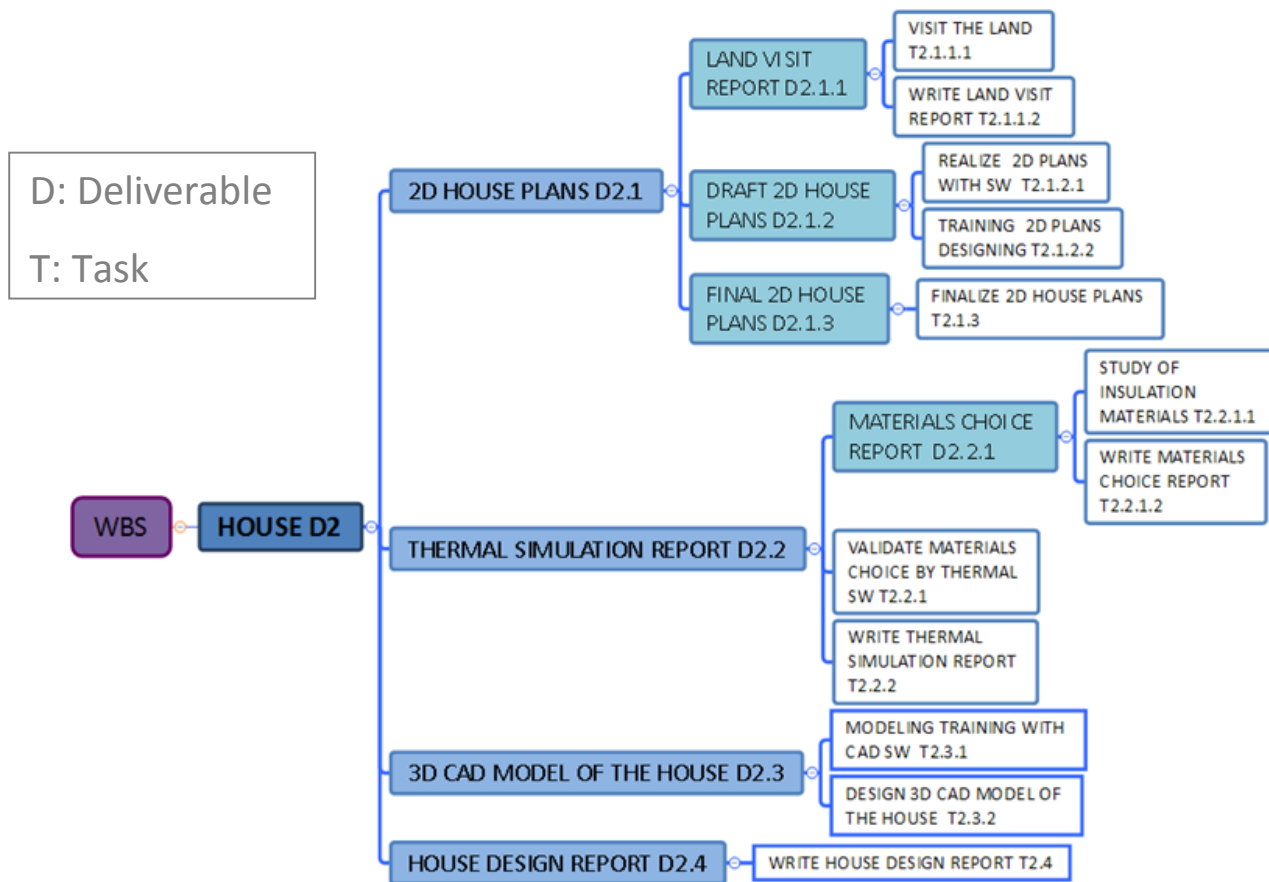 D: Deliverable
T: Task
WBS
HOUSE D2
2D HOUSE PLANS D2.1
LAND VISIT
REPORT D2.1.1
VISIT THE LAND
T2.1.1.1
WRITE LAND VISIT
REPORT T2.1.1.2
DRAFT 2D HOUSE
PLANS D2.1.2
REALIZE 2D PLANS
WITH SW T2.1.2.1
TRAINING 2D PLANS
DESIGNING T2.1.2.2
FINAL 2D HOUSE
PLANS D2.1.3
FINALIZE 2D HOUSE PLANS
T2.1.3
THERMAL SIMULATION REPORT D2.2
MATERIALS CHOICE
REPORT D2.2.1
STUDY OF
INSULATION
MATERIALS T2.2.1.1
WRITE MATERIALS
CHOICE REPORT
T2.2.1.2
VALIDATE MATERIALS
CHOICE BY THERMAL
SW T2.2.1
WRITE THERMAL
SIMULATION REPORT
T2.2.2
3D CAD MODEL OF THE HOUSE D2.3
MODELING TRAINING WITH
CAD SW T2.3.1
DESIGN 3D CAD MODEL OF
THE HOUSE T2.3.2
HOUSE DESIGN REPORT D2.4
WRITE HOUSE DESIGN REPORT T2.4